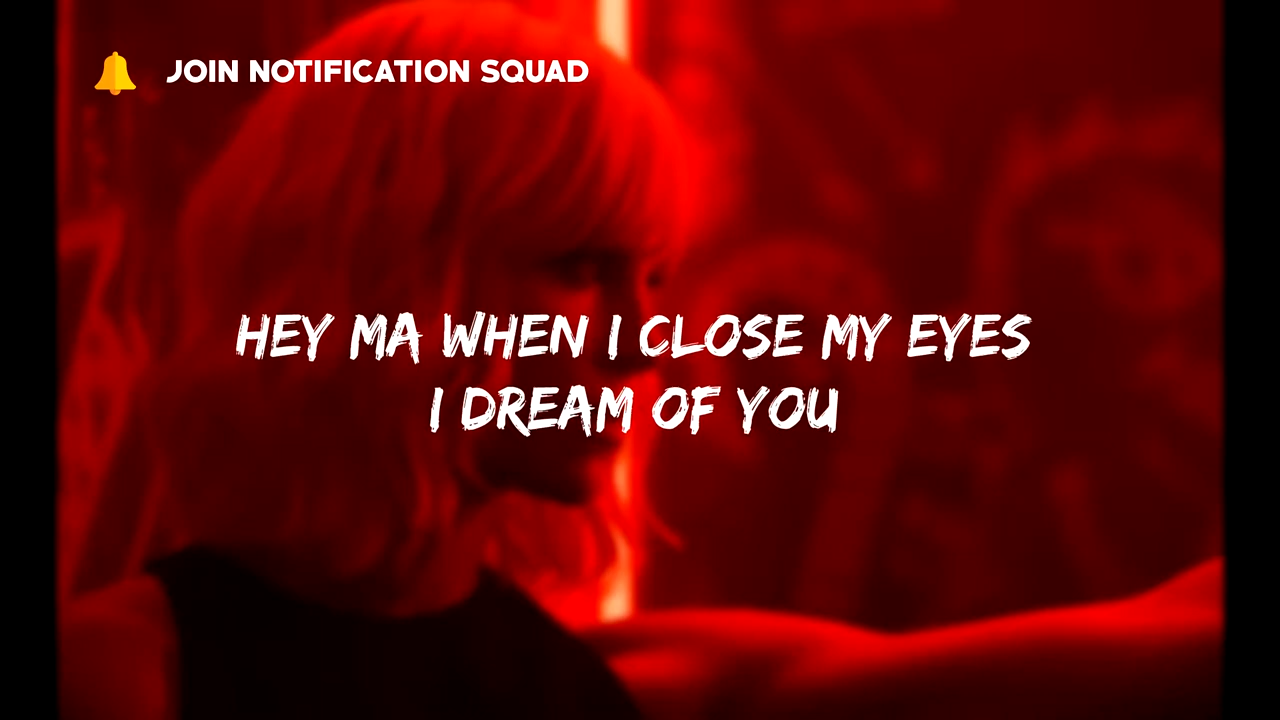 JOIN NOTIFICATION SQUAD
HEY MA WHEN I CLOSE MY EYES
I DREAM OF YOU